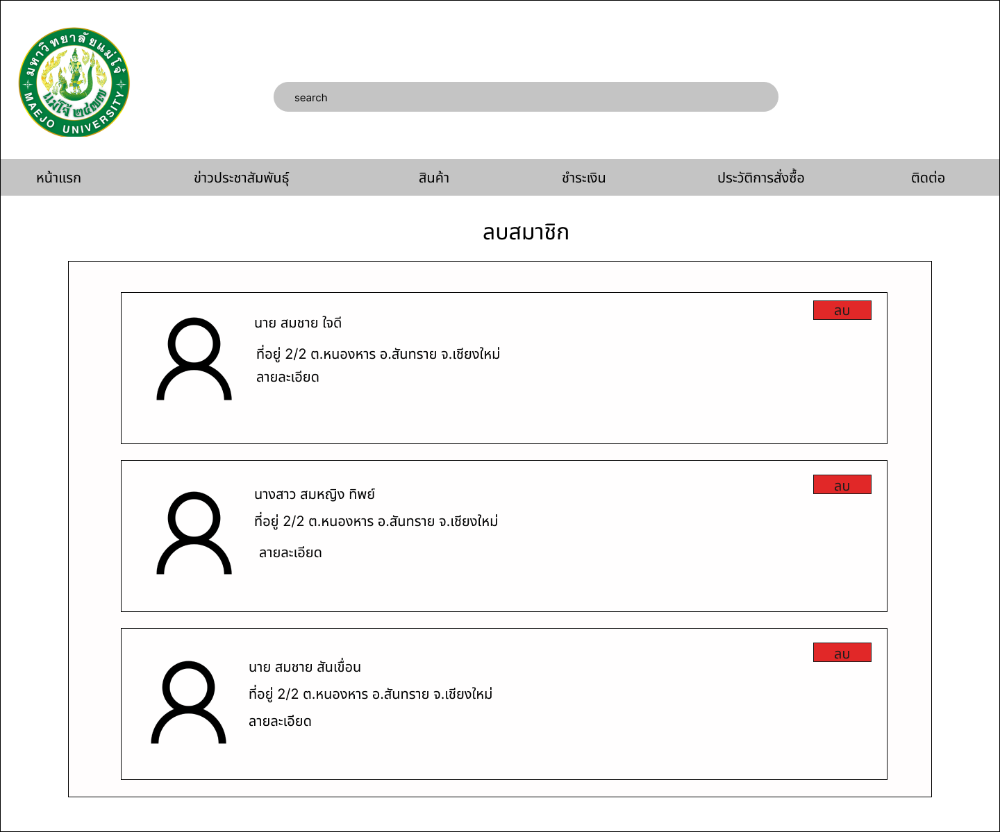 มหาวิทยาลัยแม่โจ้
แม่โจ้ ๒๔๗๗
MAEJO UNIVERSITY
search
หน้าแรก ข่าวประชาสัมพันธุ์ สินค้า ชำระเงิน ประวัติการสั่งซื้อ ติดต่อ
ลบสมาชิก
นาย สมชาย ใจดี
ลบ
ที่อยู่ 2/2 ต.หนองหาร อ.สันทราย จ.เชียงใหม่
ลายละเอียด
นางสาว สมหญิง ทิพย์
ลบ
ที่อยู่ 2/2 ต.หนองหาร อ.สันทราย จ.เชียงใหม่
ลายละเอียด
นาย สมชาย สันเขื่อน
ลบ
ที่อยู่ 2/2 ต.หนองหาร อ.สันทราย จ.เชียงใหม่
ลายละเอียด